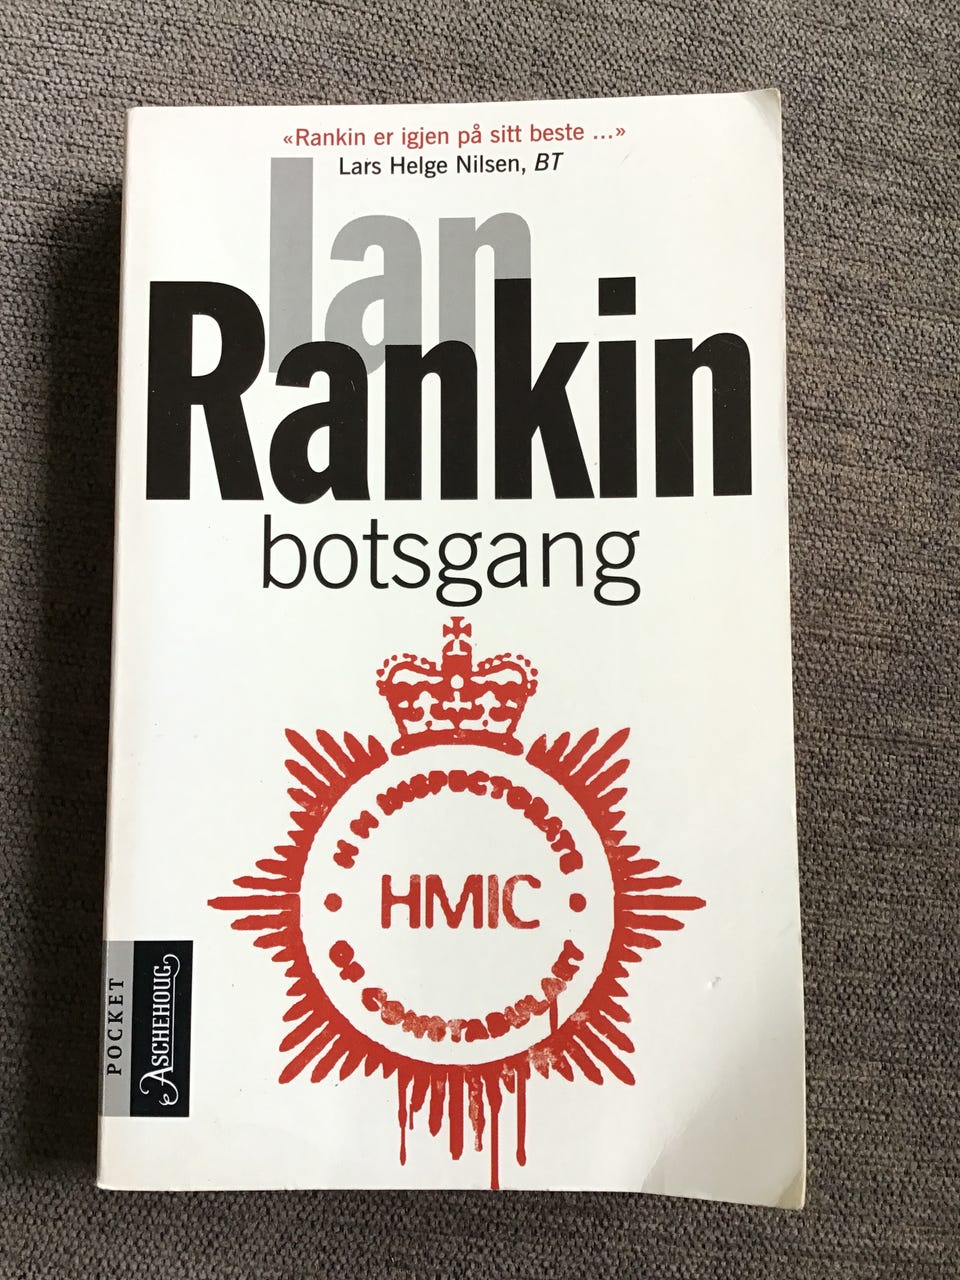 «Rankin er igjen på sitt beste ...»
Lars Helge Nilsen, BT
Ian
Rankin
botsgang
H M INSPECTORATE
HMIC
OF CONSTABULARY
POCKET
ASCHEHOUG